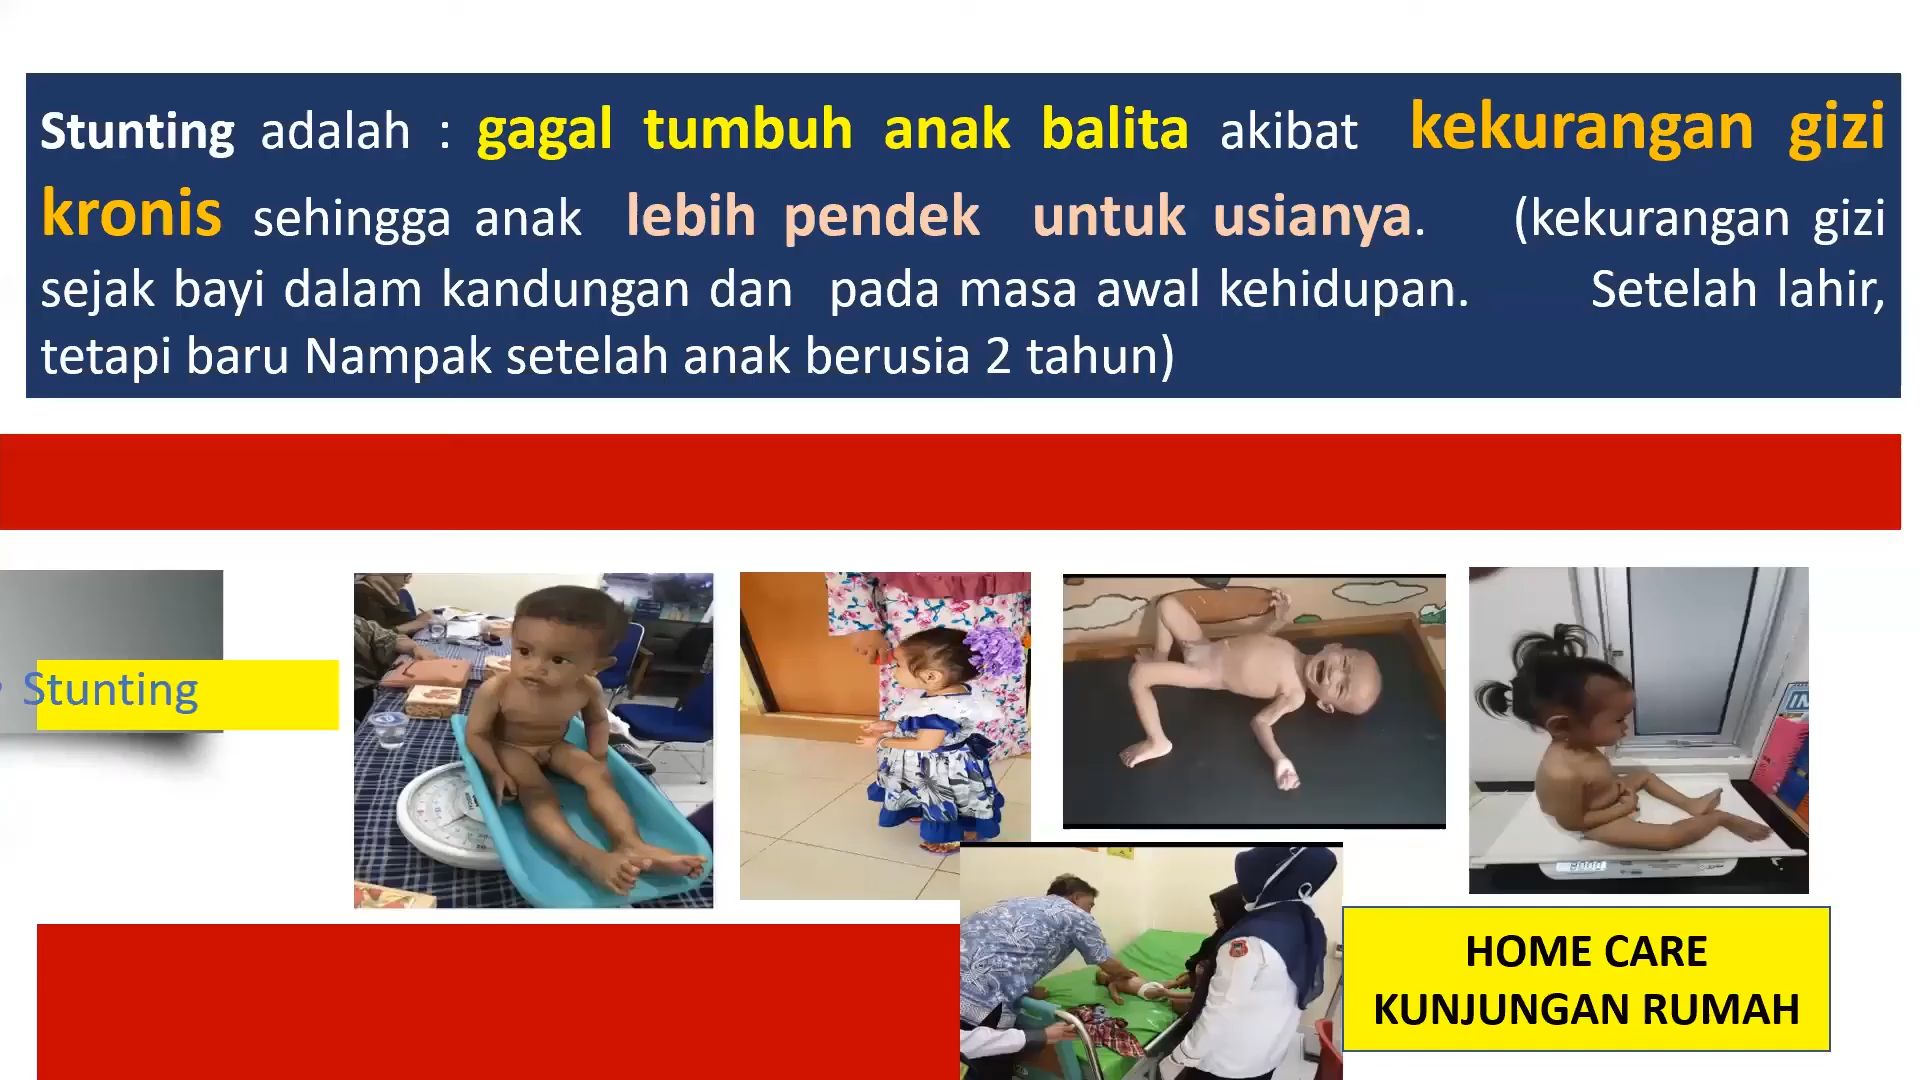 Stunting adalah : gagal tumbuh anak balita akibat kekurangan gizi
kronis sehingga anak lebih pendek untuk usianya. (kekurangan gizi
sejak bayi dalam kandungan dan pada masa awal kehidupan. Setelah lahir,
tetapi baru Nampak setelah anak berusia 2 tahun)
• Stunting
HOME CARE
KUNJUNGAN RUMAH